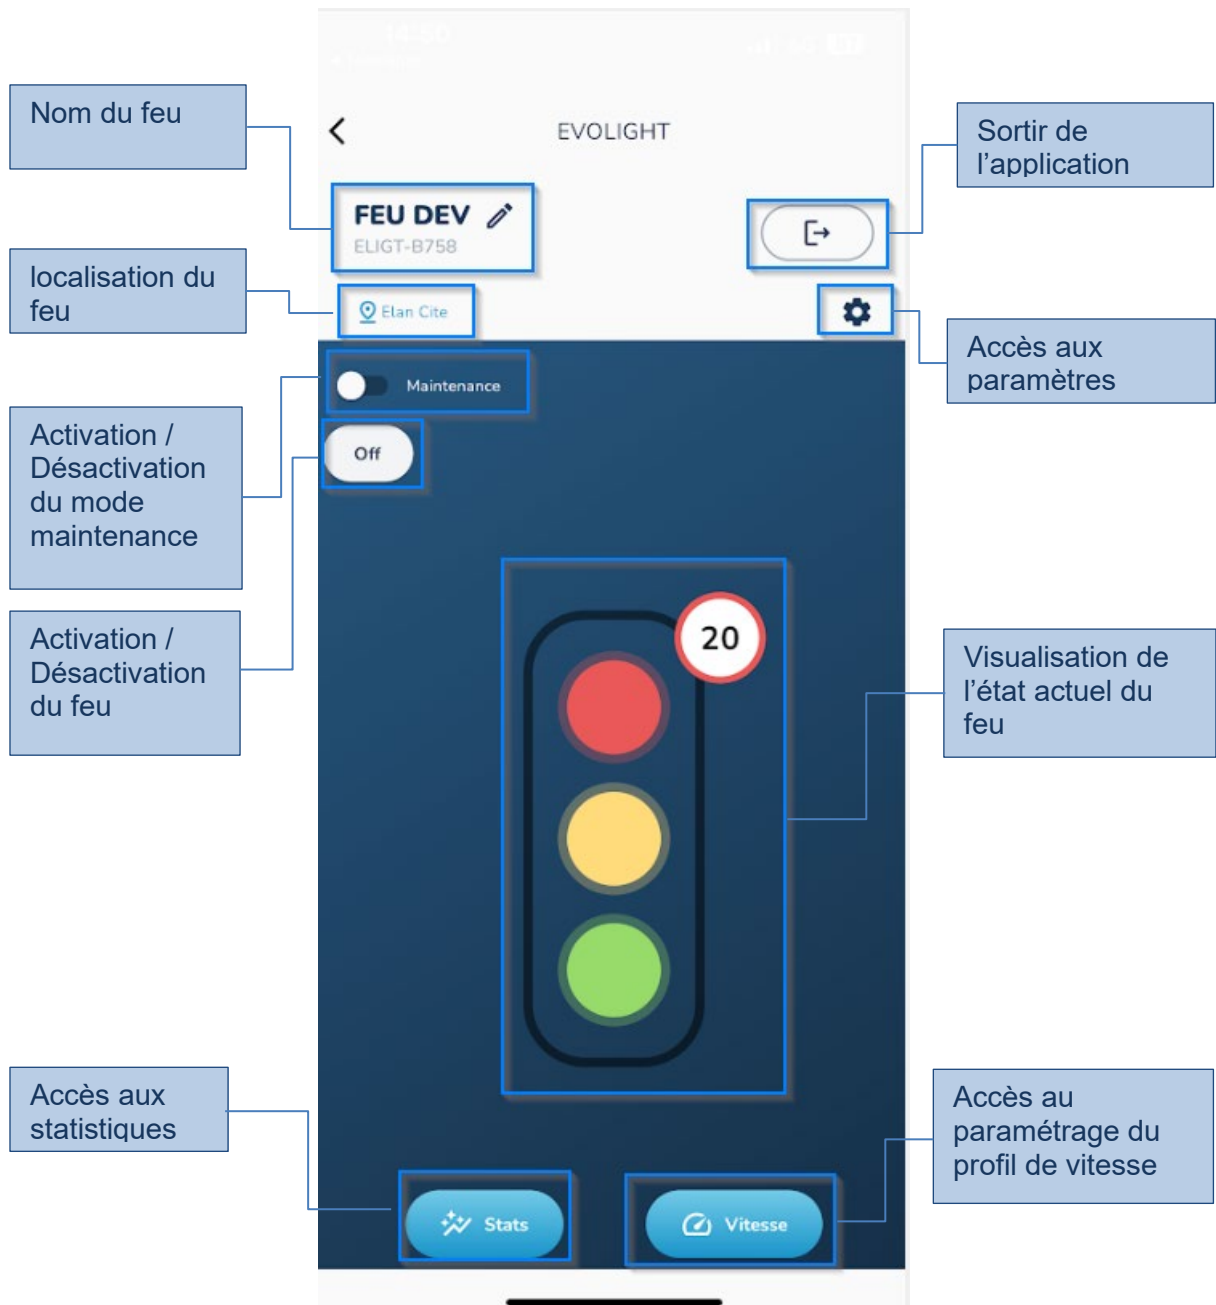 14:50
Nom du feu
EVOLIGHT
Sortir de
l’application
FEU DEV
ELIGT-B758
localisation du
feu
Elan Cite
Accès aux
paramètres
Maintenance
Activation /
Désactivation
du mode
maintenance
Off
Activation /
Désactivation
du feu
20
Visualisation de
l’état actuel du
feu
Accès aux
statistiques
Accès au
paramétrage du
profil de vitesse
Stats
Vitesse